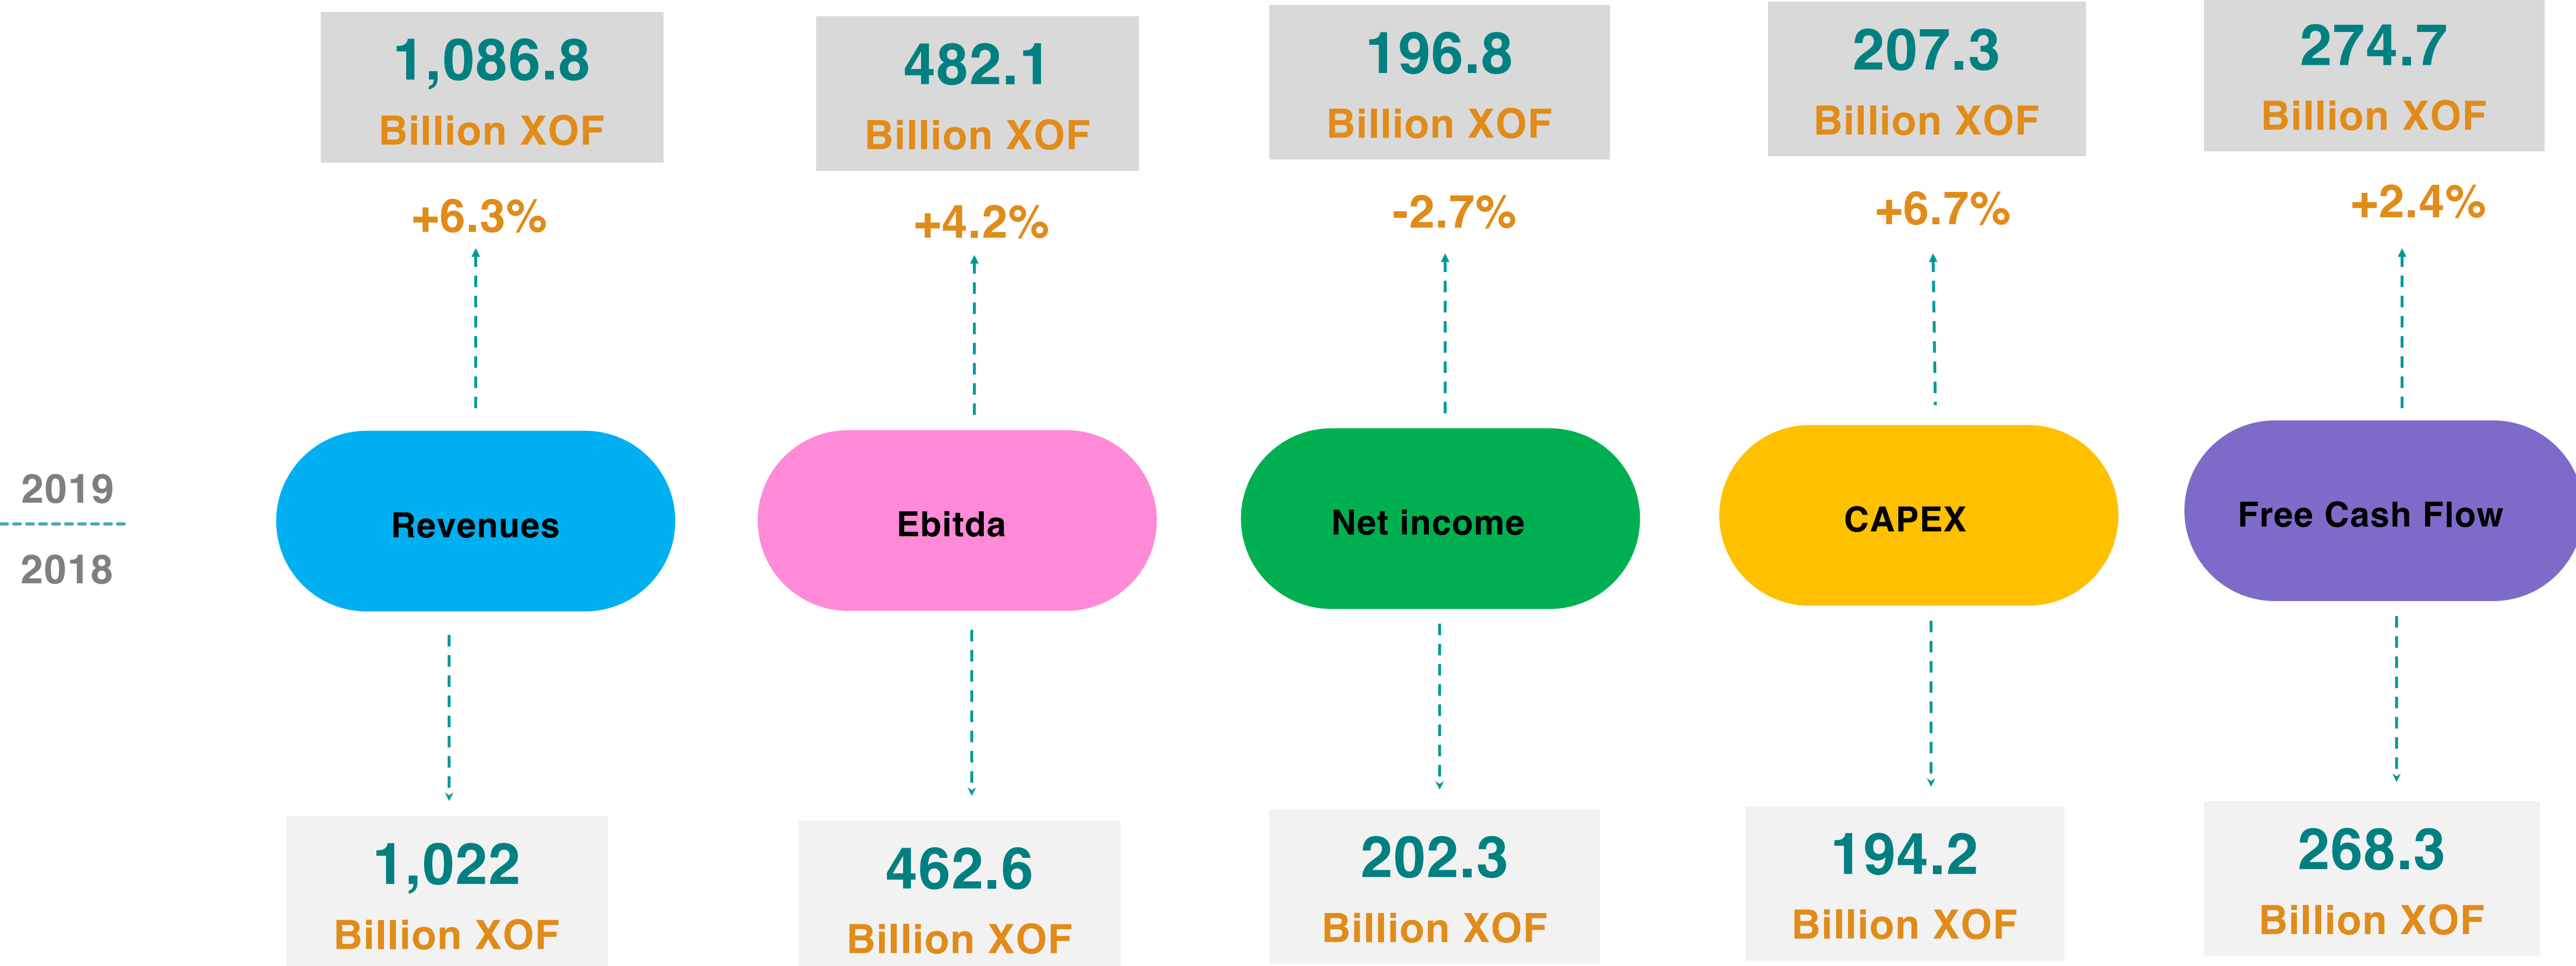 1,086.8
Billion XOF
+6.3%
482.1
Billion XOF
+4.2%
196.8
Billion XOF
-2.7%
207.3
Billion XOF
+6.7%
274.7
Billion XOF
+2.4%
2019
2018
Revenues
Ebitda
Net income
CAPEX
Free Cash Flow
1,022
Billion XOF
462.6
Billion XOF
202.3
Billion XOF
194.2
Billion XOF
268.3
Billion XOF